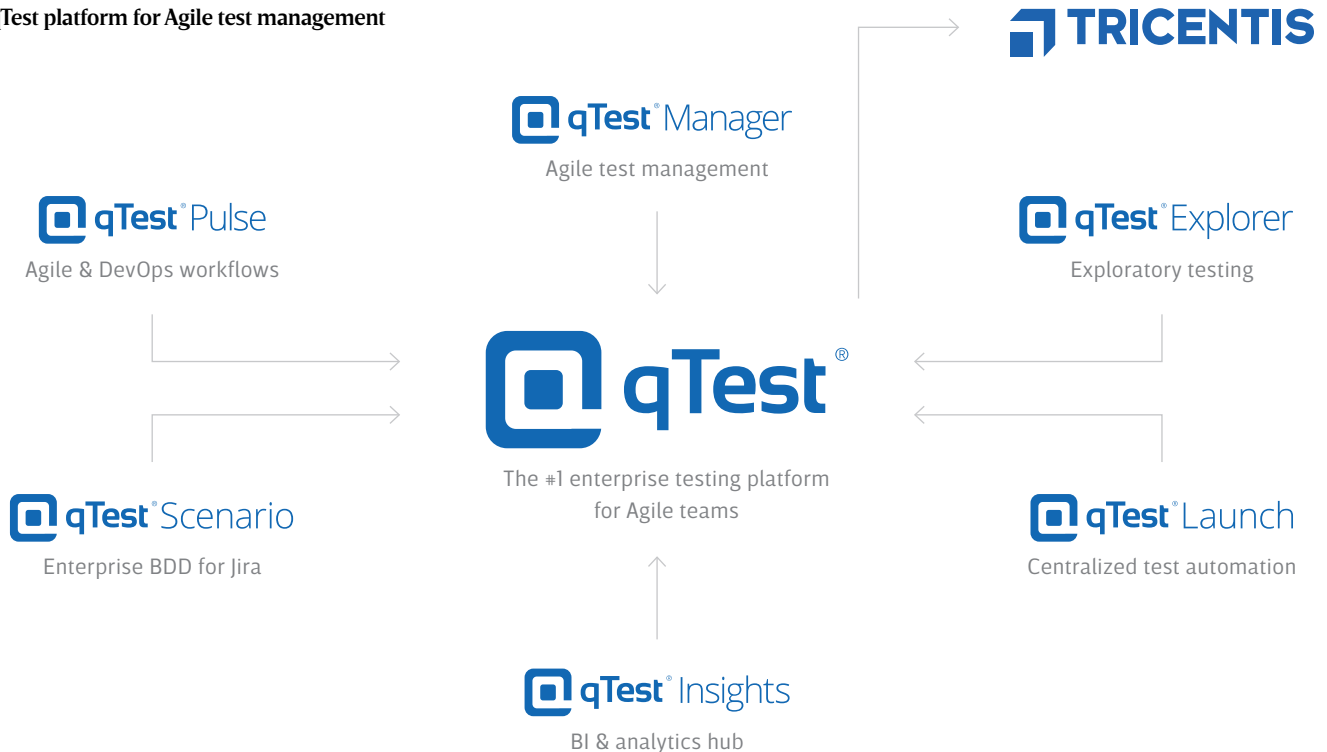 qTest platform for Agile test management
TRICENTIS
qTest® Manager
Agile test management
qTest® Pulse
Agile & DevOps workflows
qTest® Explorer
Exploratory testing
qTest®
The #1 enterprise testing platform
for Agile teams
qTest® Scenario
Enterprise BDD for Jira
qTest® Launch
Centralized test automation
qTest® Insights
BI & analytics hub